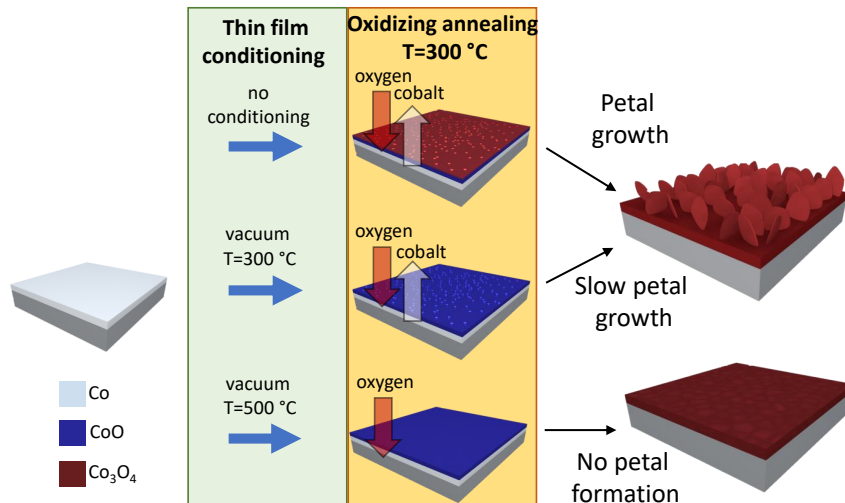 Thin film
conditioning
Oxidizing annealing
T=300 °C
no
conditioning
oxygen
cobalt
Petal
growth
vacuum
T=300 °C
oxygen
cobalt
Slow petal
growth
vacuum
T=500 °C
oxygen
No petal
formation
Co
CoO
Co₃O₄